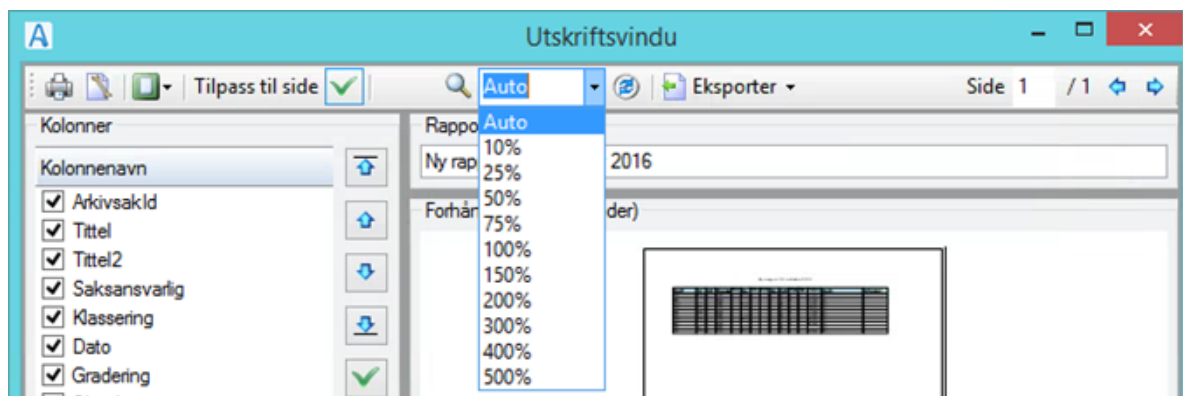 A
Utskriftsvindu
Tilpass til side
Auto
Eksporter
Side 1 / 1
Kolonner
Kolonnenavn
ArkivsakId
Tittel
Tittel2
Saksansvarlig
Klassering
Dato
Gradering
Auto
10%
25%
50%
75%
100%
150%
200%
300%
400%
500%
Rappo
Ny rap 2016
Forhår der)